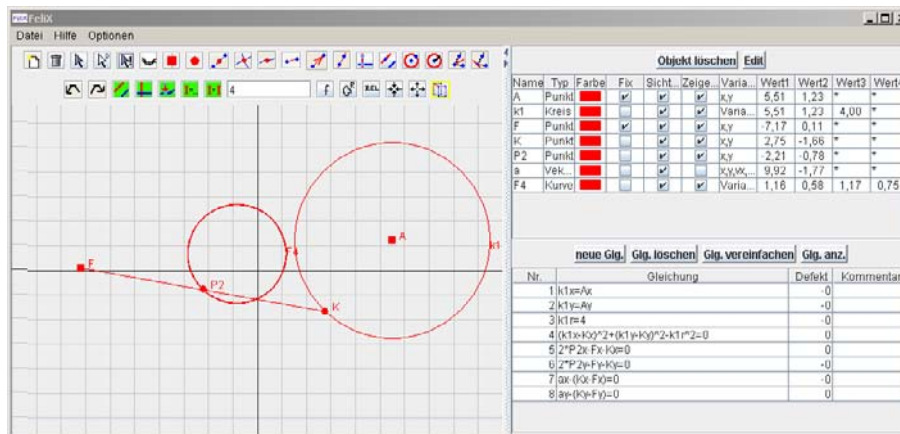 FeliX
Datei Hilfe Optionen
4
f
Objekt löschen Edit
Name Typ Farbe Fix Sicht... Zeige... Varia... Wert1 Wert2 Wert3 Wert4
A Punkt x,y 5,51 1,23 * *
k1 Kreis Varia... 5,51 1,23 4,00 *
F Punkt x,y -7,17 0,11 * *
K Punkt x,y 2,75 -1,66 * *
P2 Punkt x,y -2,21 -0,78 * *
a Vek... x,y,vx,... 9,92 -1,77 * *
F4 Kurve Varia... 1,16 0,58 1,17 0,75
F
P2
F4
A
k1
K
neue Glg. Glg. löschen Glg. vereinfachen Glg. anz.
Nr. Gleichung Defekt Kommentar
1 k1x=Ax -0
2 k1y=Ay -0
3 k1r=4 -0
4 (k1x-Kx)^2+(k1y-Ky)^2-k1r^2=0 0
5 2*P2x-Fx-Kx=0 0
6 2*P2y-Fy-Ky=0 -0
7 ax-(Kx-Fx)=0 -0
8 ay-(Ky-Fy)=0 0